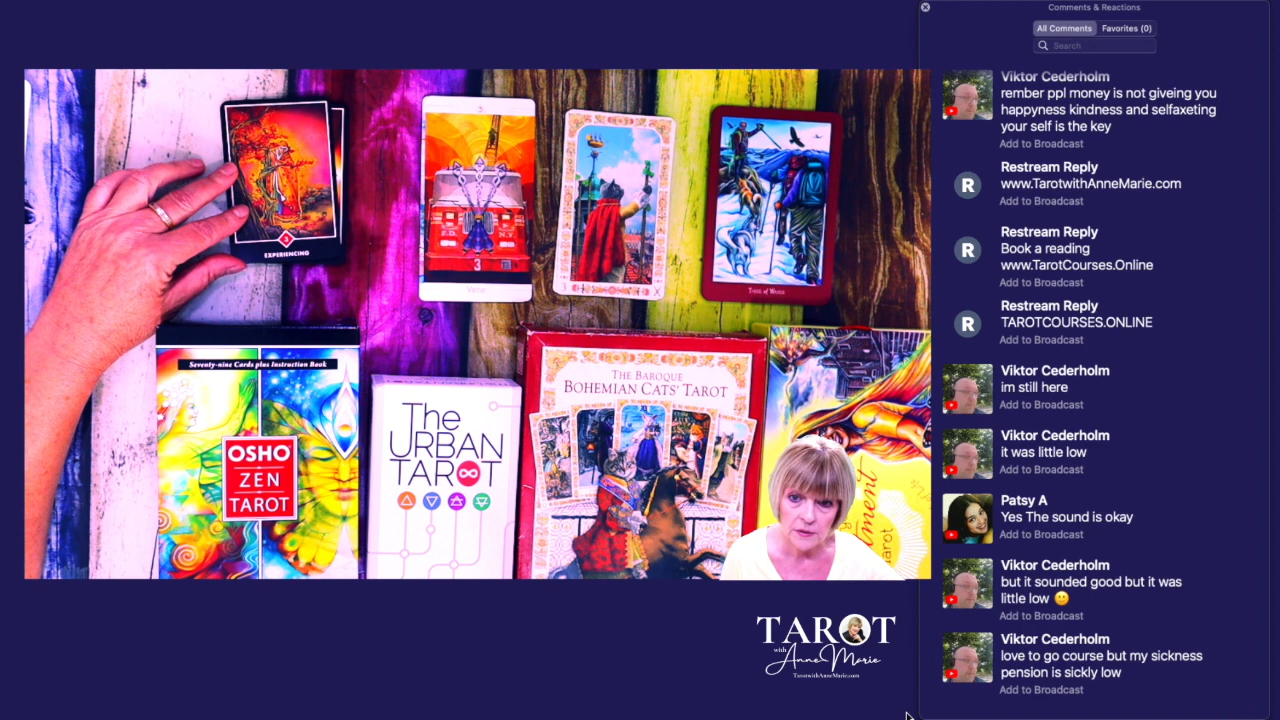 Comments & Reactions
All Comments Favorites (0)
Search
Viktor Cederholm
rember ppl money is not giveing you
happyness kindness and selfaxeting
your self is the key
Add to Broadcast
R
Restream Reply
www.TarotwithAnneMarie.com
Add to Broadcast
R
Restream Reply
Book a reading
www.TarotCourses.Online
Add to Broadcast
R
Restream Reply
TAROTCOURSES.ONLINE
Add to Broadcast
Viktor Cederholm
im still here
Add to Broadcast
Viktor Cederholm
it was little low
Add to Broadcast
Patsy A
Yes The sound is okay
Add to Broadcast
Viktor Cederholm
but it sounded good but it was
little low 🙂
Add to Broadcast
Viktor Cederholm
love to go course but my sickness
pension is sickly low
Add to Broadcast
3
EXPERIENCING
3
F.D. N.Y.
3
3
Three of Wands
Seventy-nine Cards plus Instruction Book
OSHO
ZEN
TAROT
The
URBAN
TAROT
THE BAROQUE
BOHEMIAN CATS' TAROT
TAROT
with
Anne Marie
TarotwithAnneMarie.com